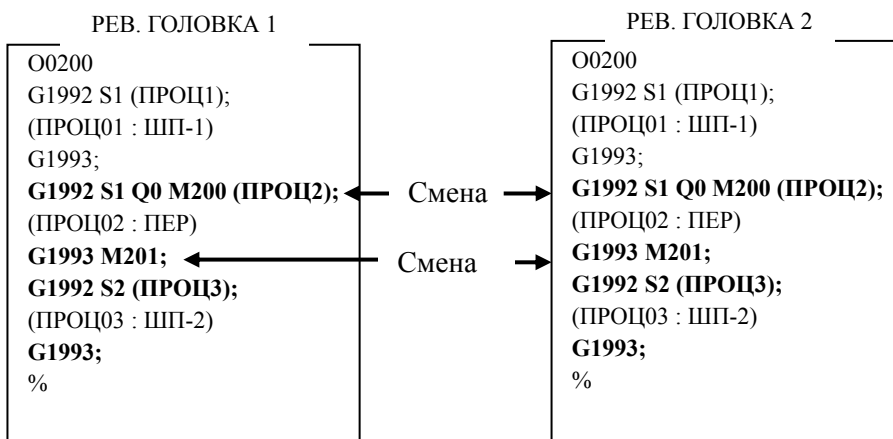 РЕВ. ГОЛОВКА 1
O0200
G1992 S1 (ПРОЦ1);
(ПРОЦ01 : ШП-1)
G1993;
G1992 S1 Q0 M200 (ПРОЦ2);
(ПРОЦ02 : ПЕР)
G1993 M201;
G1992 S2 (ПРОЦ3);
(ПРОЦ03 : ШП-2)
G1993;
%
Смена
Смена
РЕВ. ГОЛОВКА 2
O0200
G1992 S1 (ПРОЦ1);
(ПРОЦ01 : ШП-1)
G1993;
G1992 S1 Q0 M200 (ПРОЦ2);
(ПРОЦ02 : ПЕР)
G1993 M201;
G1992 S2 (ПРОЦ3);
(ПРОЦ03 : ШП-2)
G1993;
%